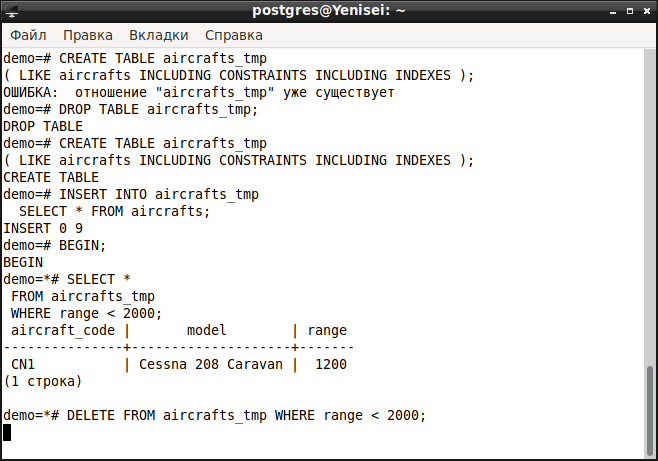 postgres@Yenisei: ~
Файл Правка Вкладки Справка
demo=# CREATE TABLE aircrafts_tmp
( LIKE aircrafts INCLUDING CONSTRAINTS INCLUDING INDEXES );
ОШИБКА:  отношение "aircrafts_tmp" уже существует
demo=# DROP TABLE aircrafts_tmp;
DROP TABLE
demo=# CREATE TABLE aircrafts_tmp
( LIKE aircrafts INCLUDING CONSTRAINTS INCLUDING INDEXES );
CREATE TABLE
demo=# INSERT INTO aircrafts_tmp
  SELECT * FROM aircrafts;
INSERT 0 9
demo=# BEGIN;
BEGIN
demo=*# SELECT *
 FROM aircrafts_tmp
 WHERE range < 2000;
 aircraft_code |       model        | range
---------------+--------------------+-------
 CN1           | Cessna 208 Caravan |  1200
(1 строка)

demo=*# DELETE FROM aircrafts_tmp WHERE range < 2000;